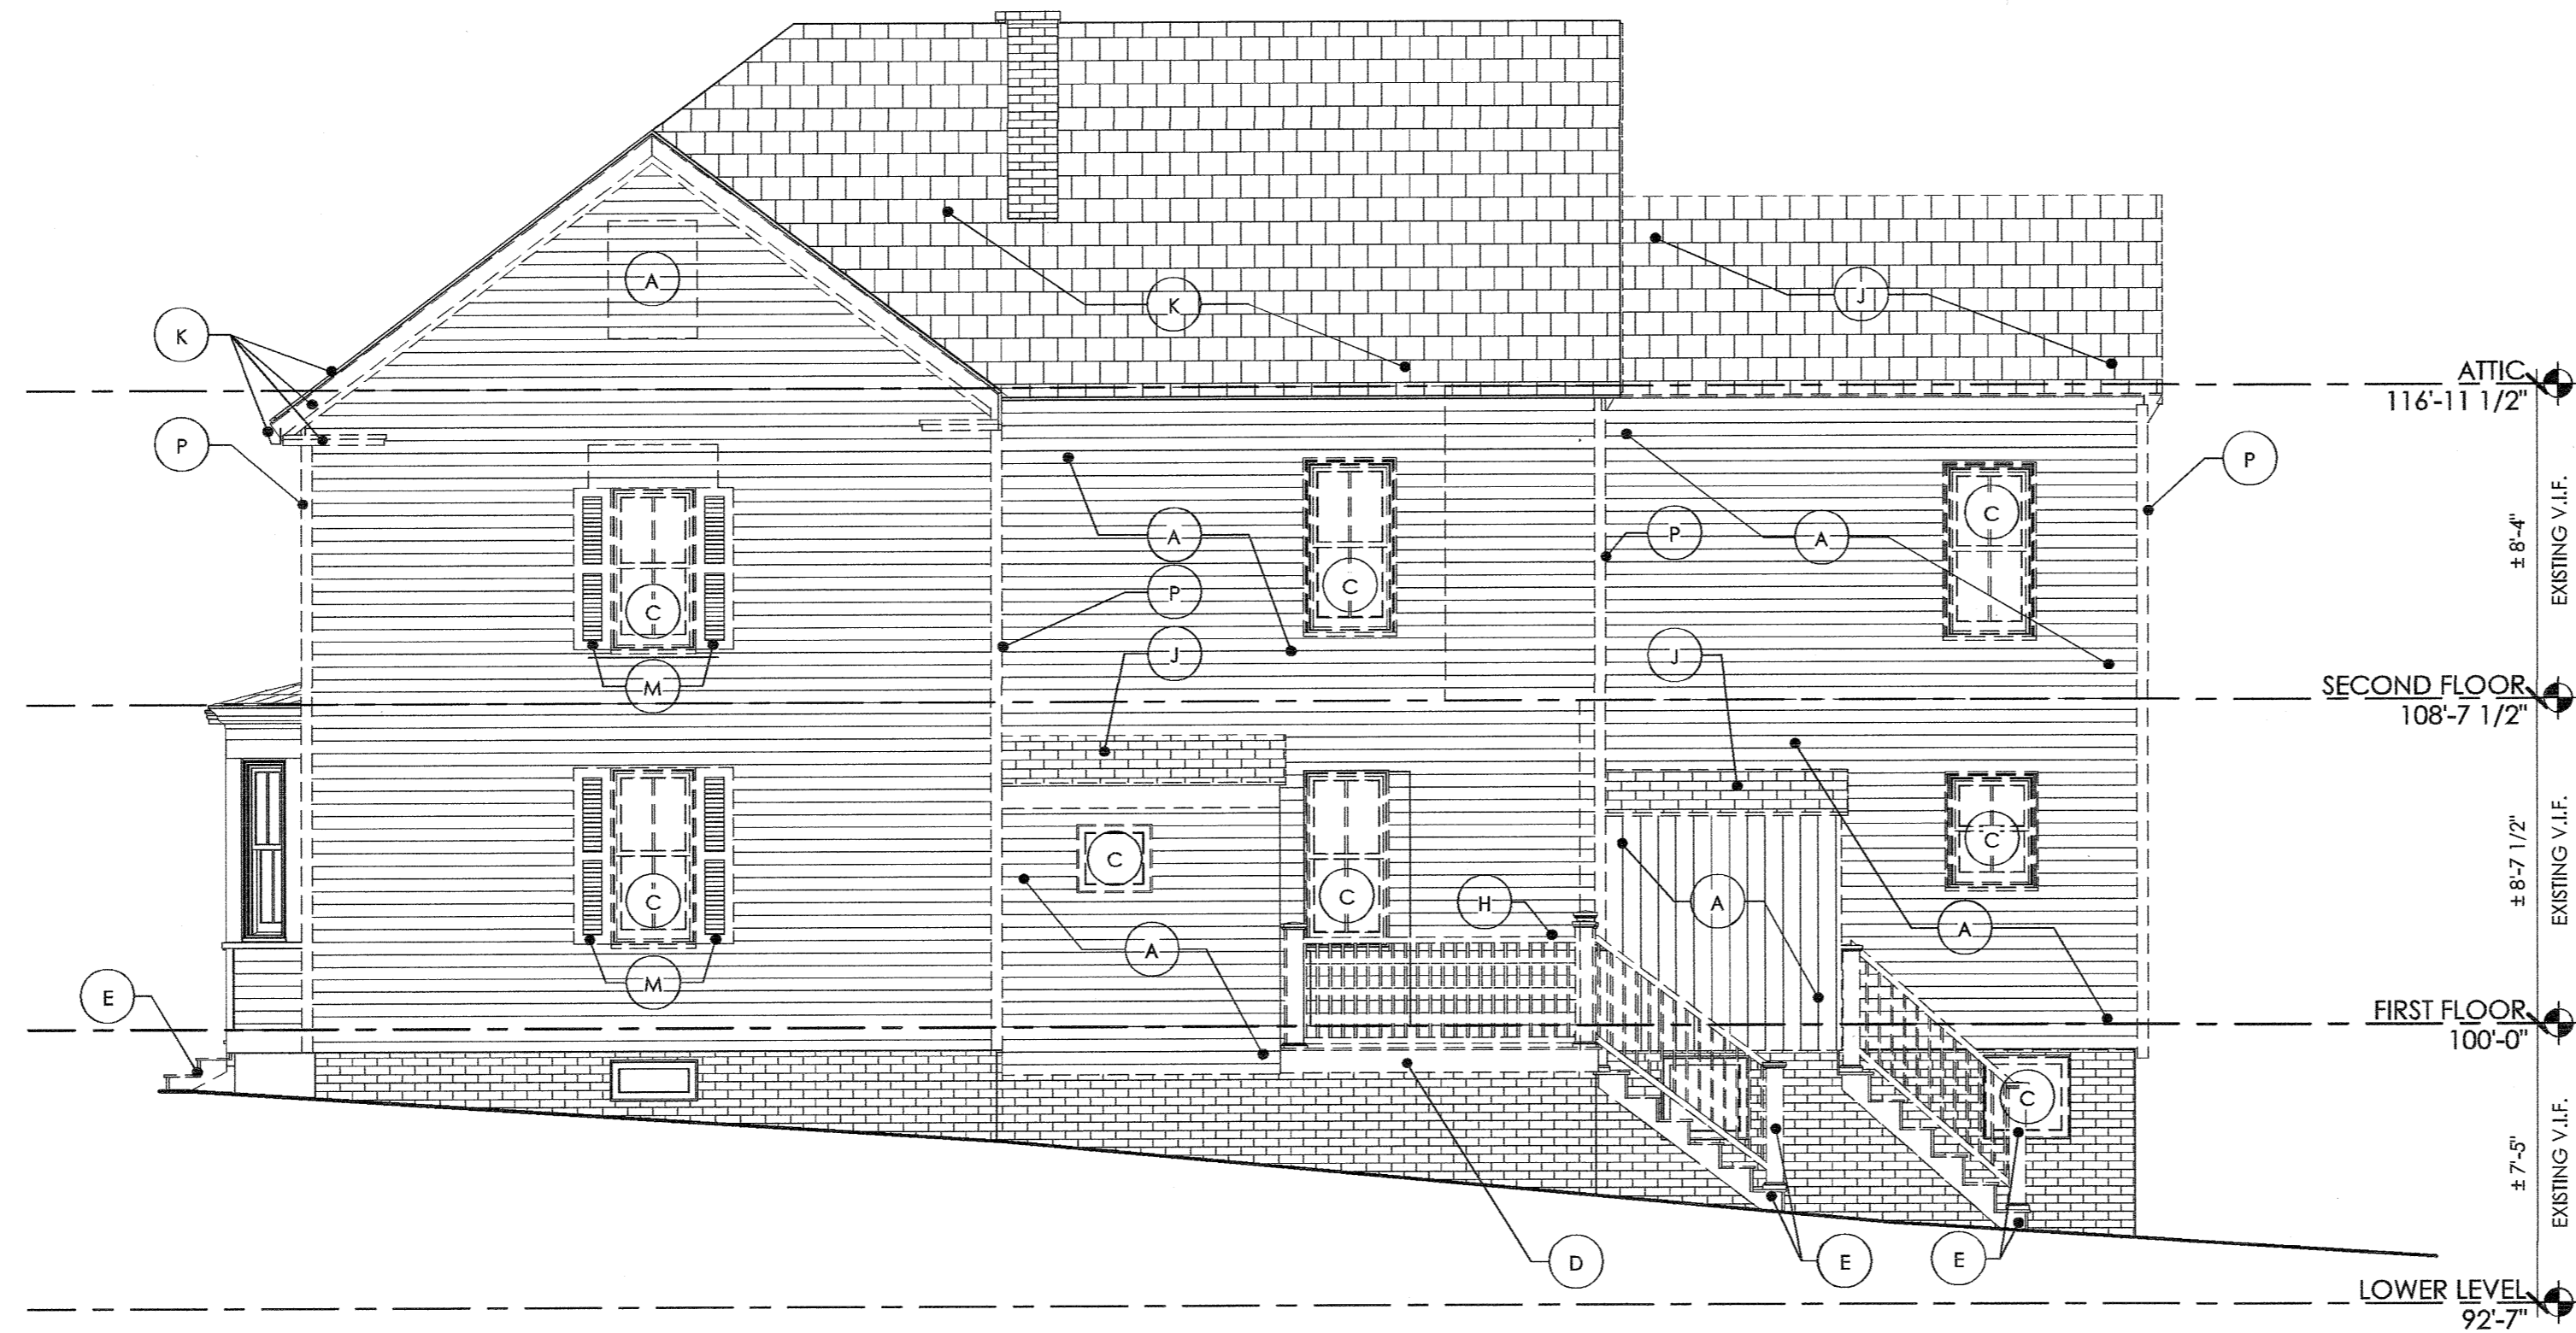 A
K
J
K
ATTIC
116'-11 1/2"
P
P
C
A
P
A
C
C
P
± 8'-4"
EXISTING V.I.F.
J
J
M
SECOND FLOOR
108'-7 1/2"
C
C
C
C
H
A
A
A
M
± 8'-7 1/2"
EXISTING V.I.F.
E
FIRST FLOOR
100'-0"
C
D
E
E
± 7'-5"
EXISTING V.I.F.
LOWER LEVEL
92'-7"